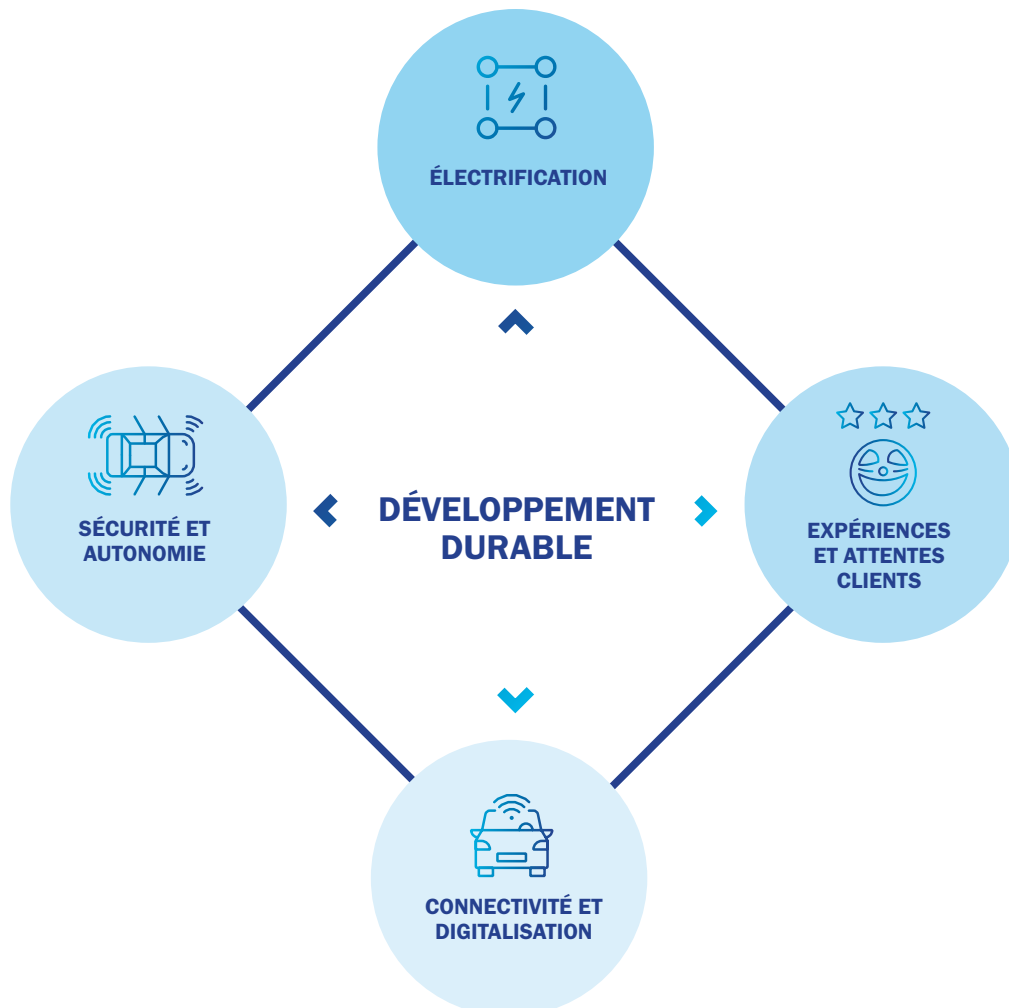 ÉLECTRIFICATION
SÉCURITÉ ET
AUTONOMIE
DÉVELOPPEMENT
DURABLE
EXPÉRIENCES
ET ATTENTES
CLIENTS
CONNECTIVITÉ ET
DIGITALISATION